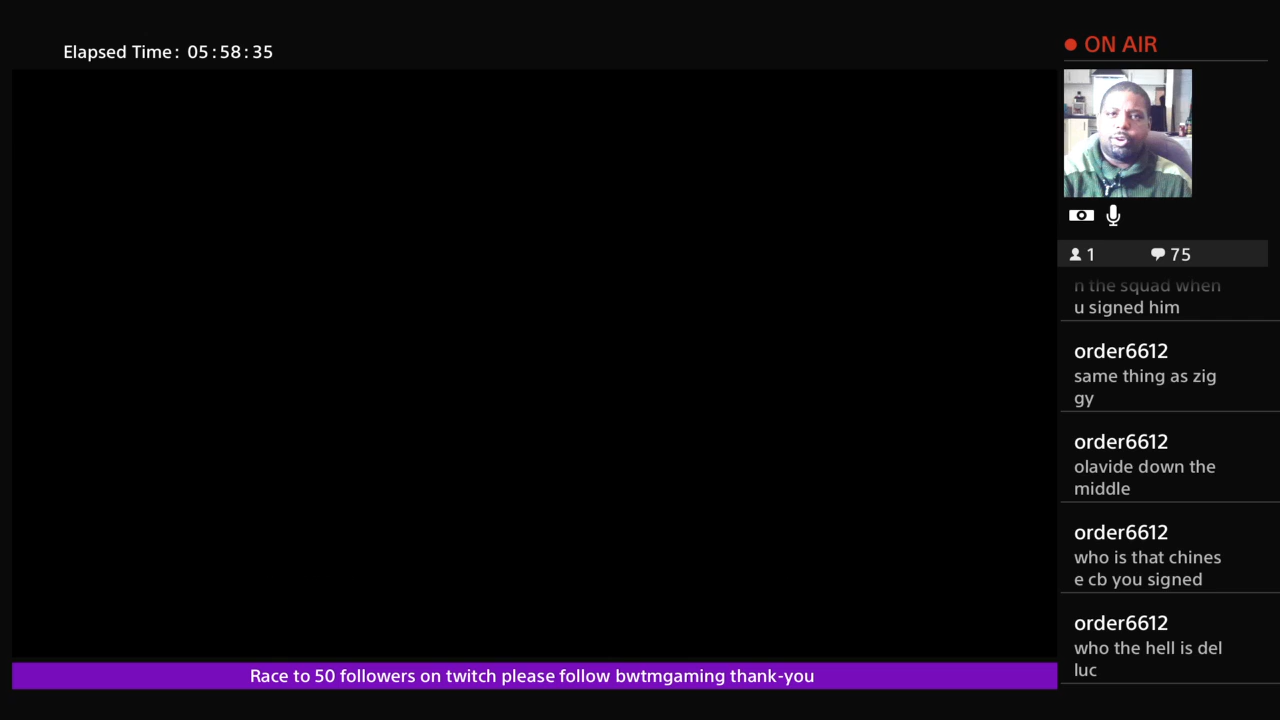 Elapsed Time: 05:58:35
ON AIR
1 75
n the squad when
u signed him
order6612
same thing as zig
gy
order6612
olavide down the
middle
order6612
who is that chines
e cb you signed
order6612
who the hell is del
luc
Race to 50 followers on twitch please follow bwtmgaming thank-you